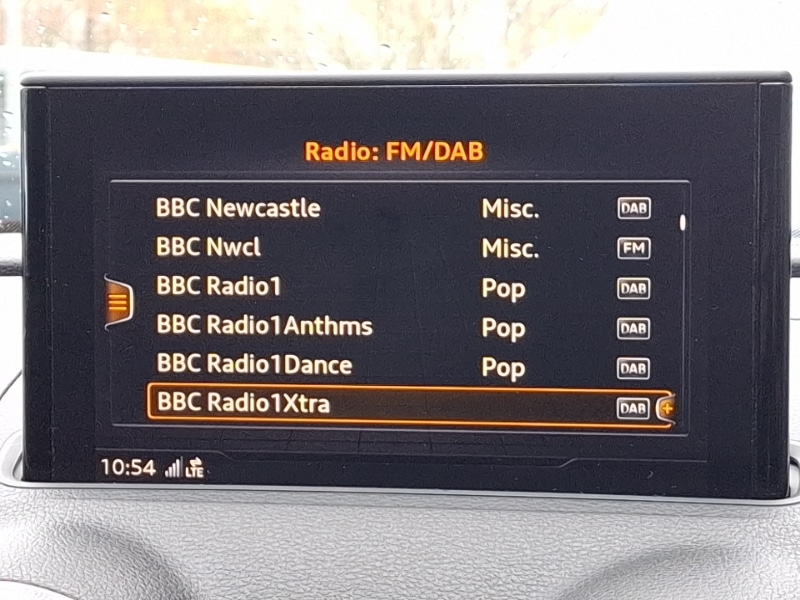 Radio: FM/DAB
BBC Newcastle Misc. DAB
BBC Nwcl Misc. FM
BBC Radio1 Pop DAB
BBC Radio1Anthms Pop DAB
BBC Radio1Dance Pop DAB
BBC Radio1Xtra DAB +
10:54 LTE